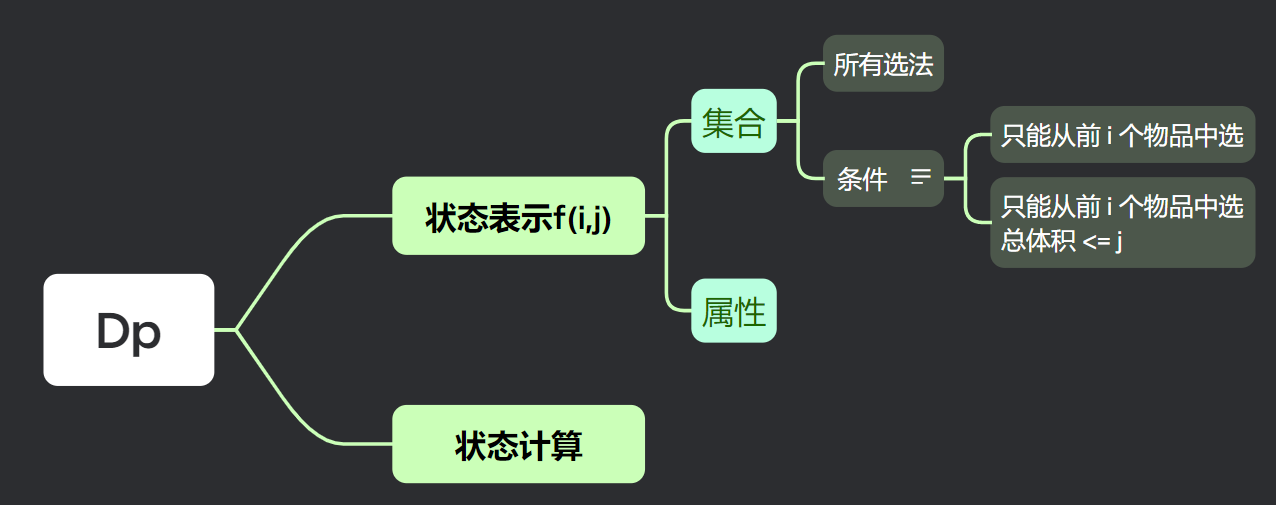 Dp
状态表示f(i,j)
集合
所有选法
条件
只能从前 i 个物品中选
只能从前 i 个物品中选
总体积 <= j
属性
状态计算